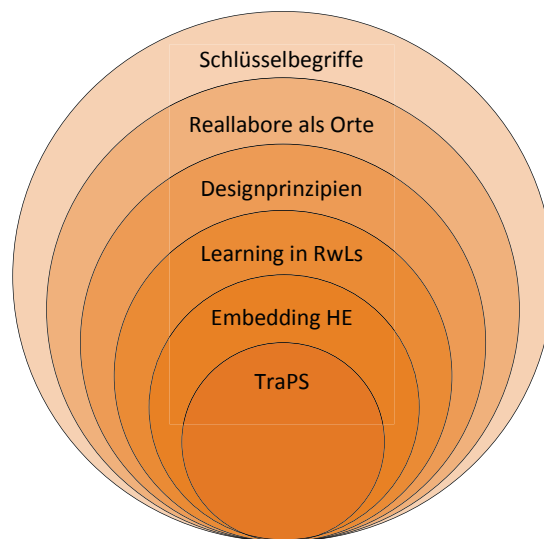 Schlüsselbegriffe
Reallabore als Orte
Designprinzipien
Learning in RwLs
Embedding HE
TraPS